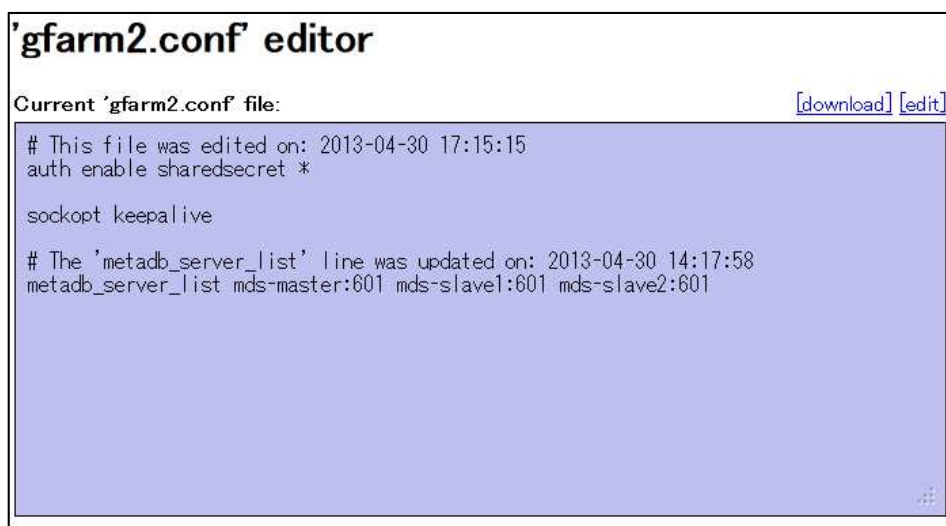 'gfarm2.conf' editor
Current 'gfarm2.conf' file: [download] [edit]
# This file was edited on: 2013-04-30 17:15:15
auth enable sharedsecret *
sockopt keepalive
# The 'metadb_server_list' line was updated on: 2013-04-30 14:17:58
metadb_server_list mds-master:601 mds-slave1:601 mds-slave2:601